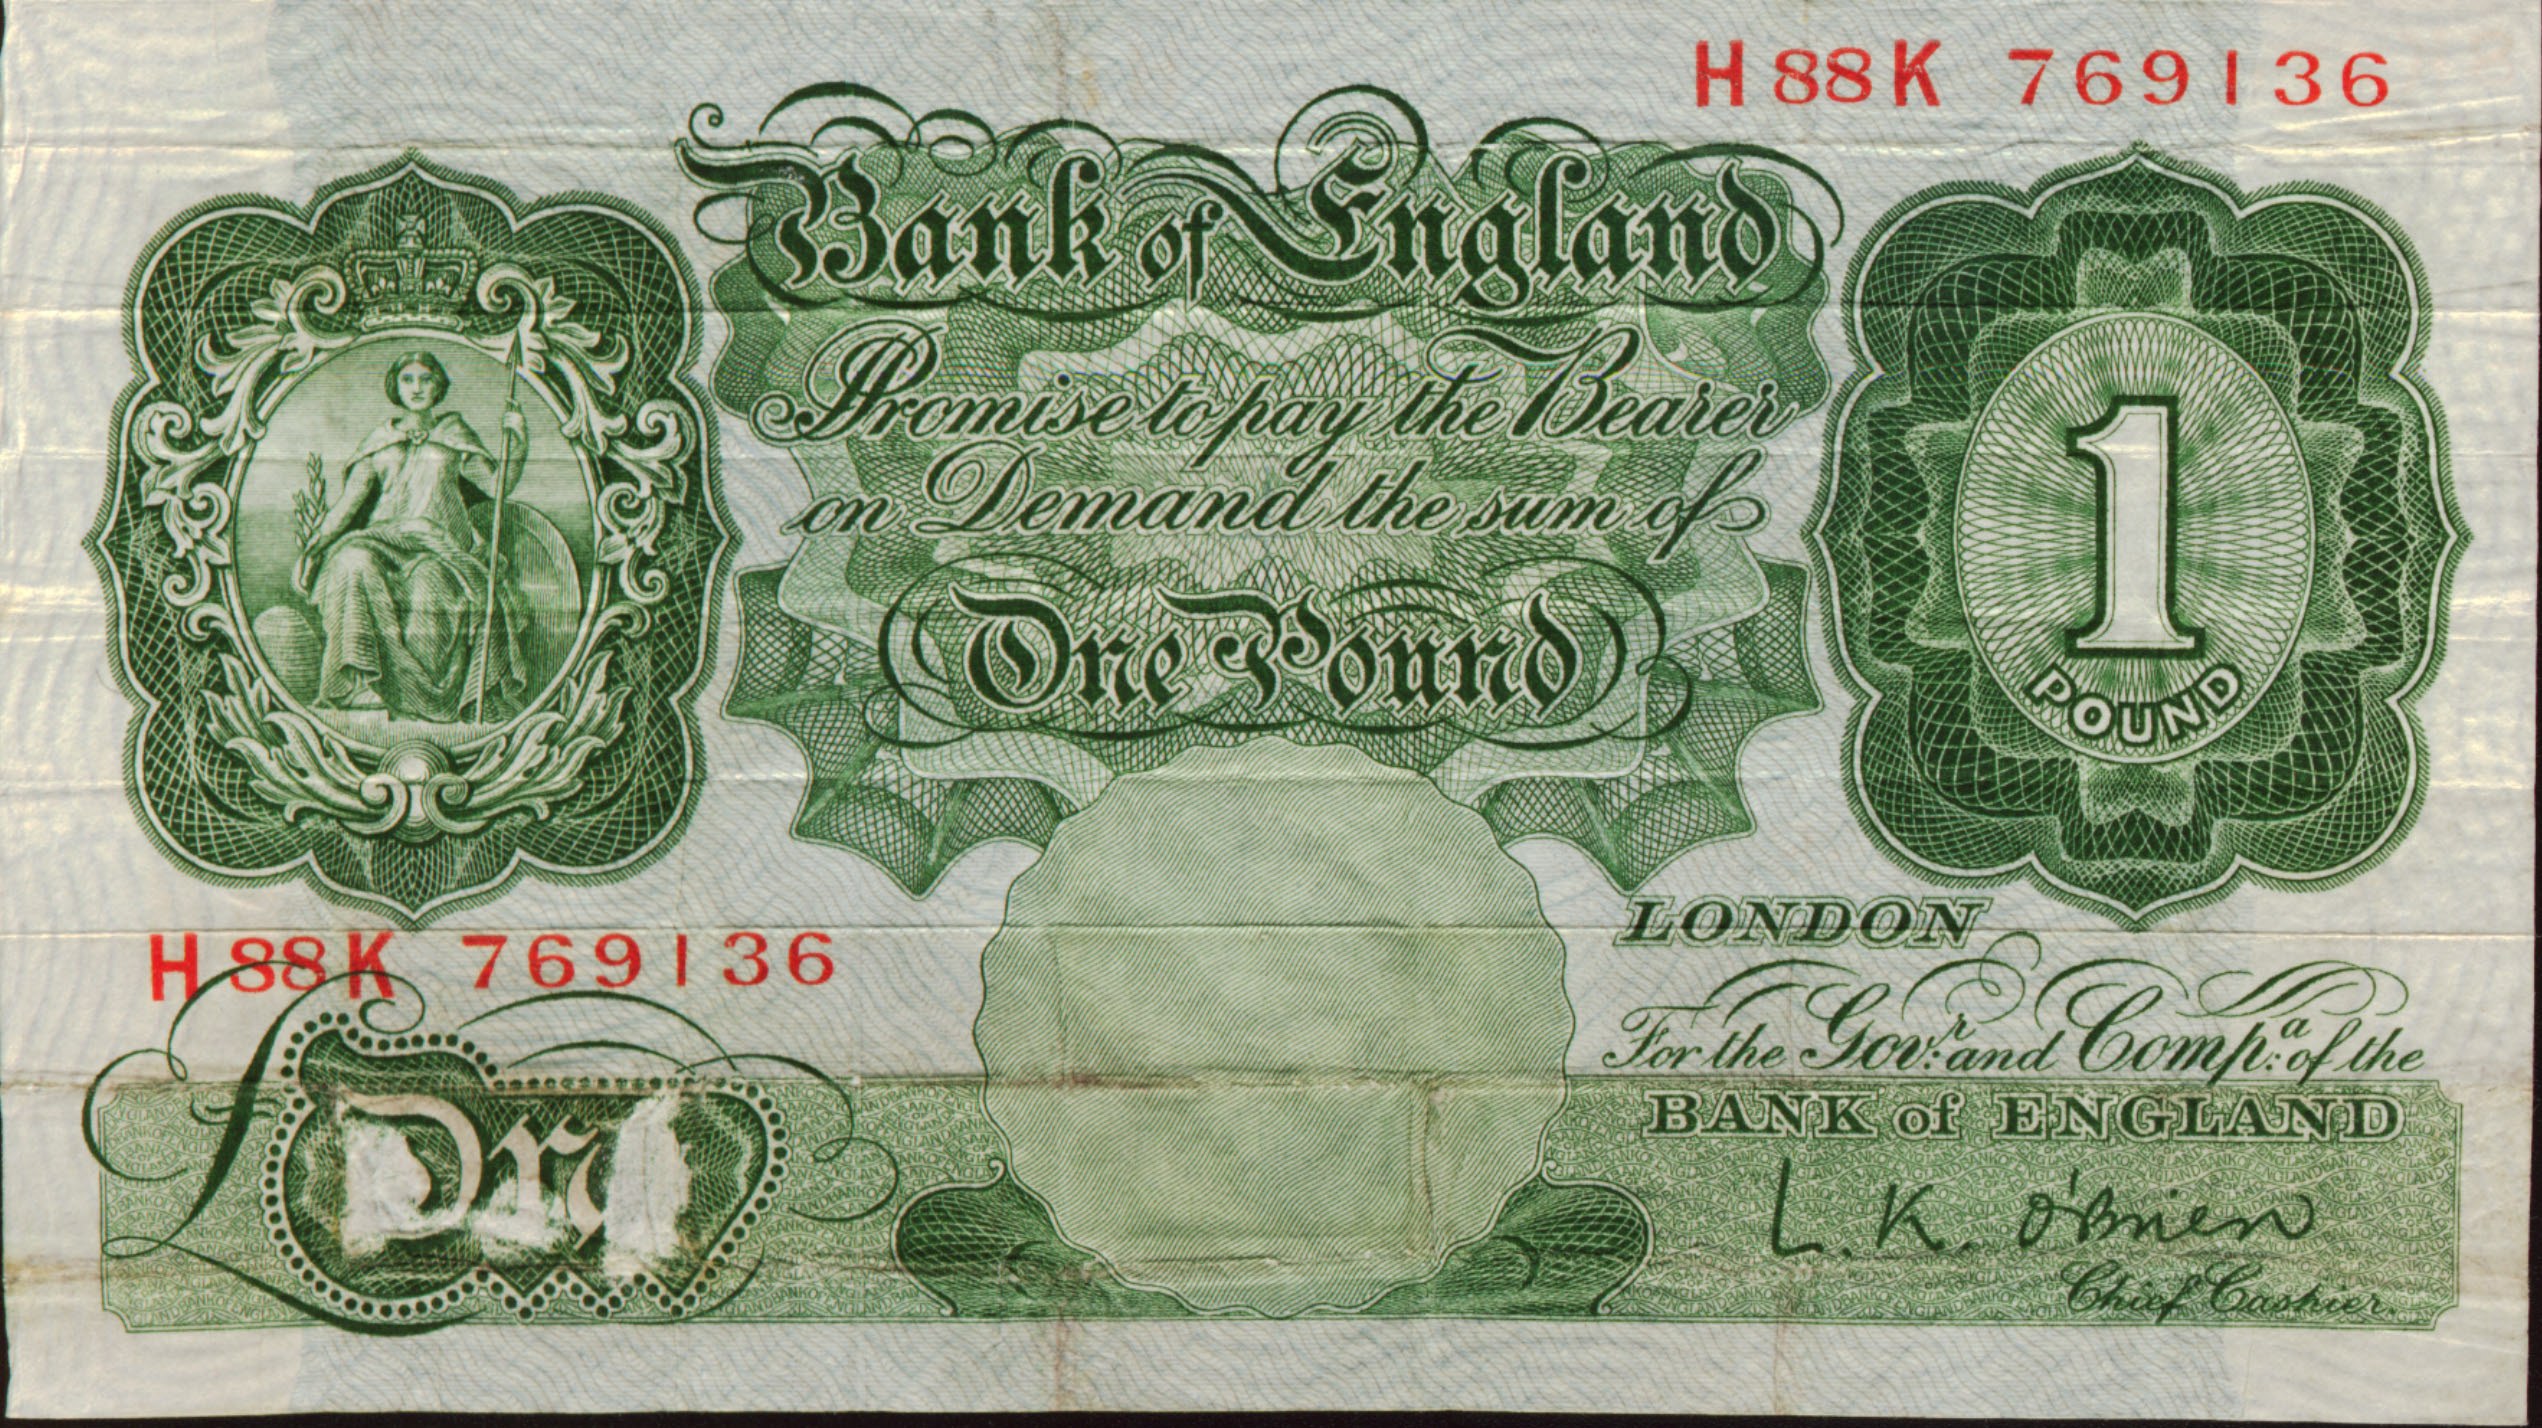 H88K 769136
Bank of England
Promise to pay the Bearer
on Demand the sum of
One Pound
1
POUND
H88K 769136
LONDON
For the Govr: and Compa: of the
BANK of ENGLAND
£
L. K. O'Brien
Chief Cashier.